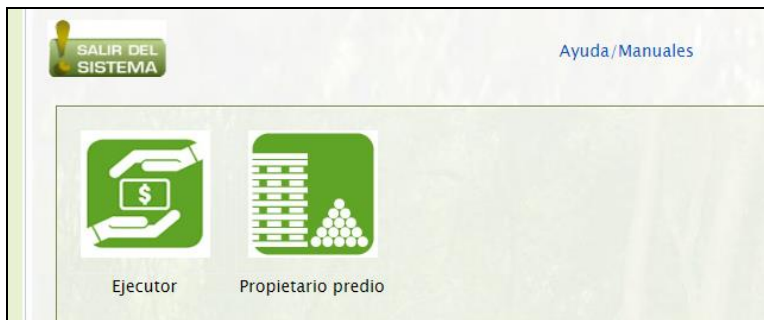 SALIR DEL
SISTEMA
Ayuda/Manuales
$
Ejecutor
Propietario predio